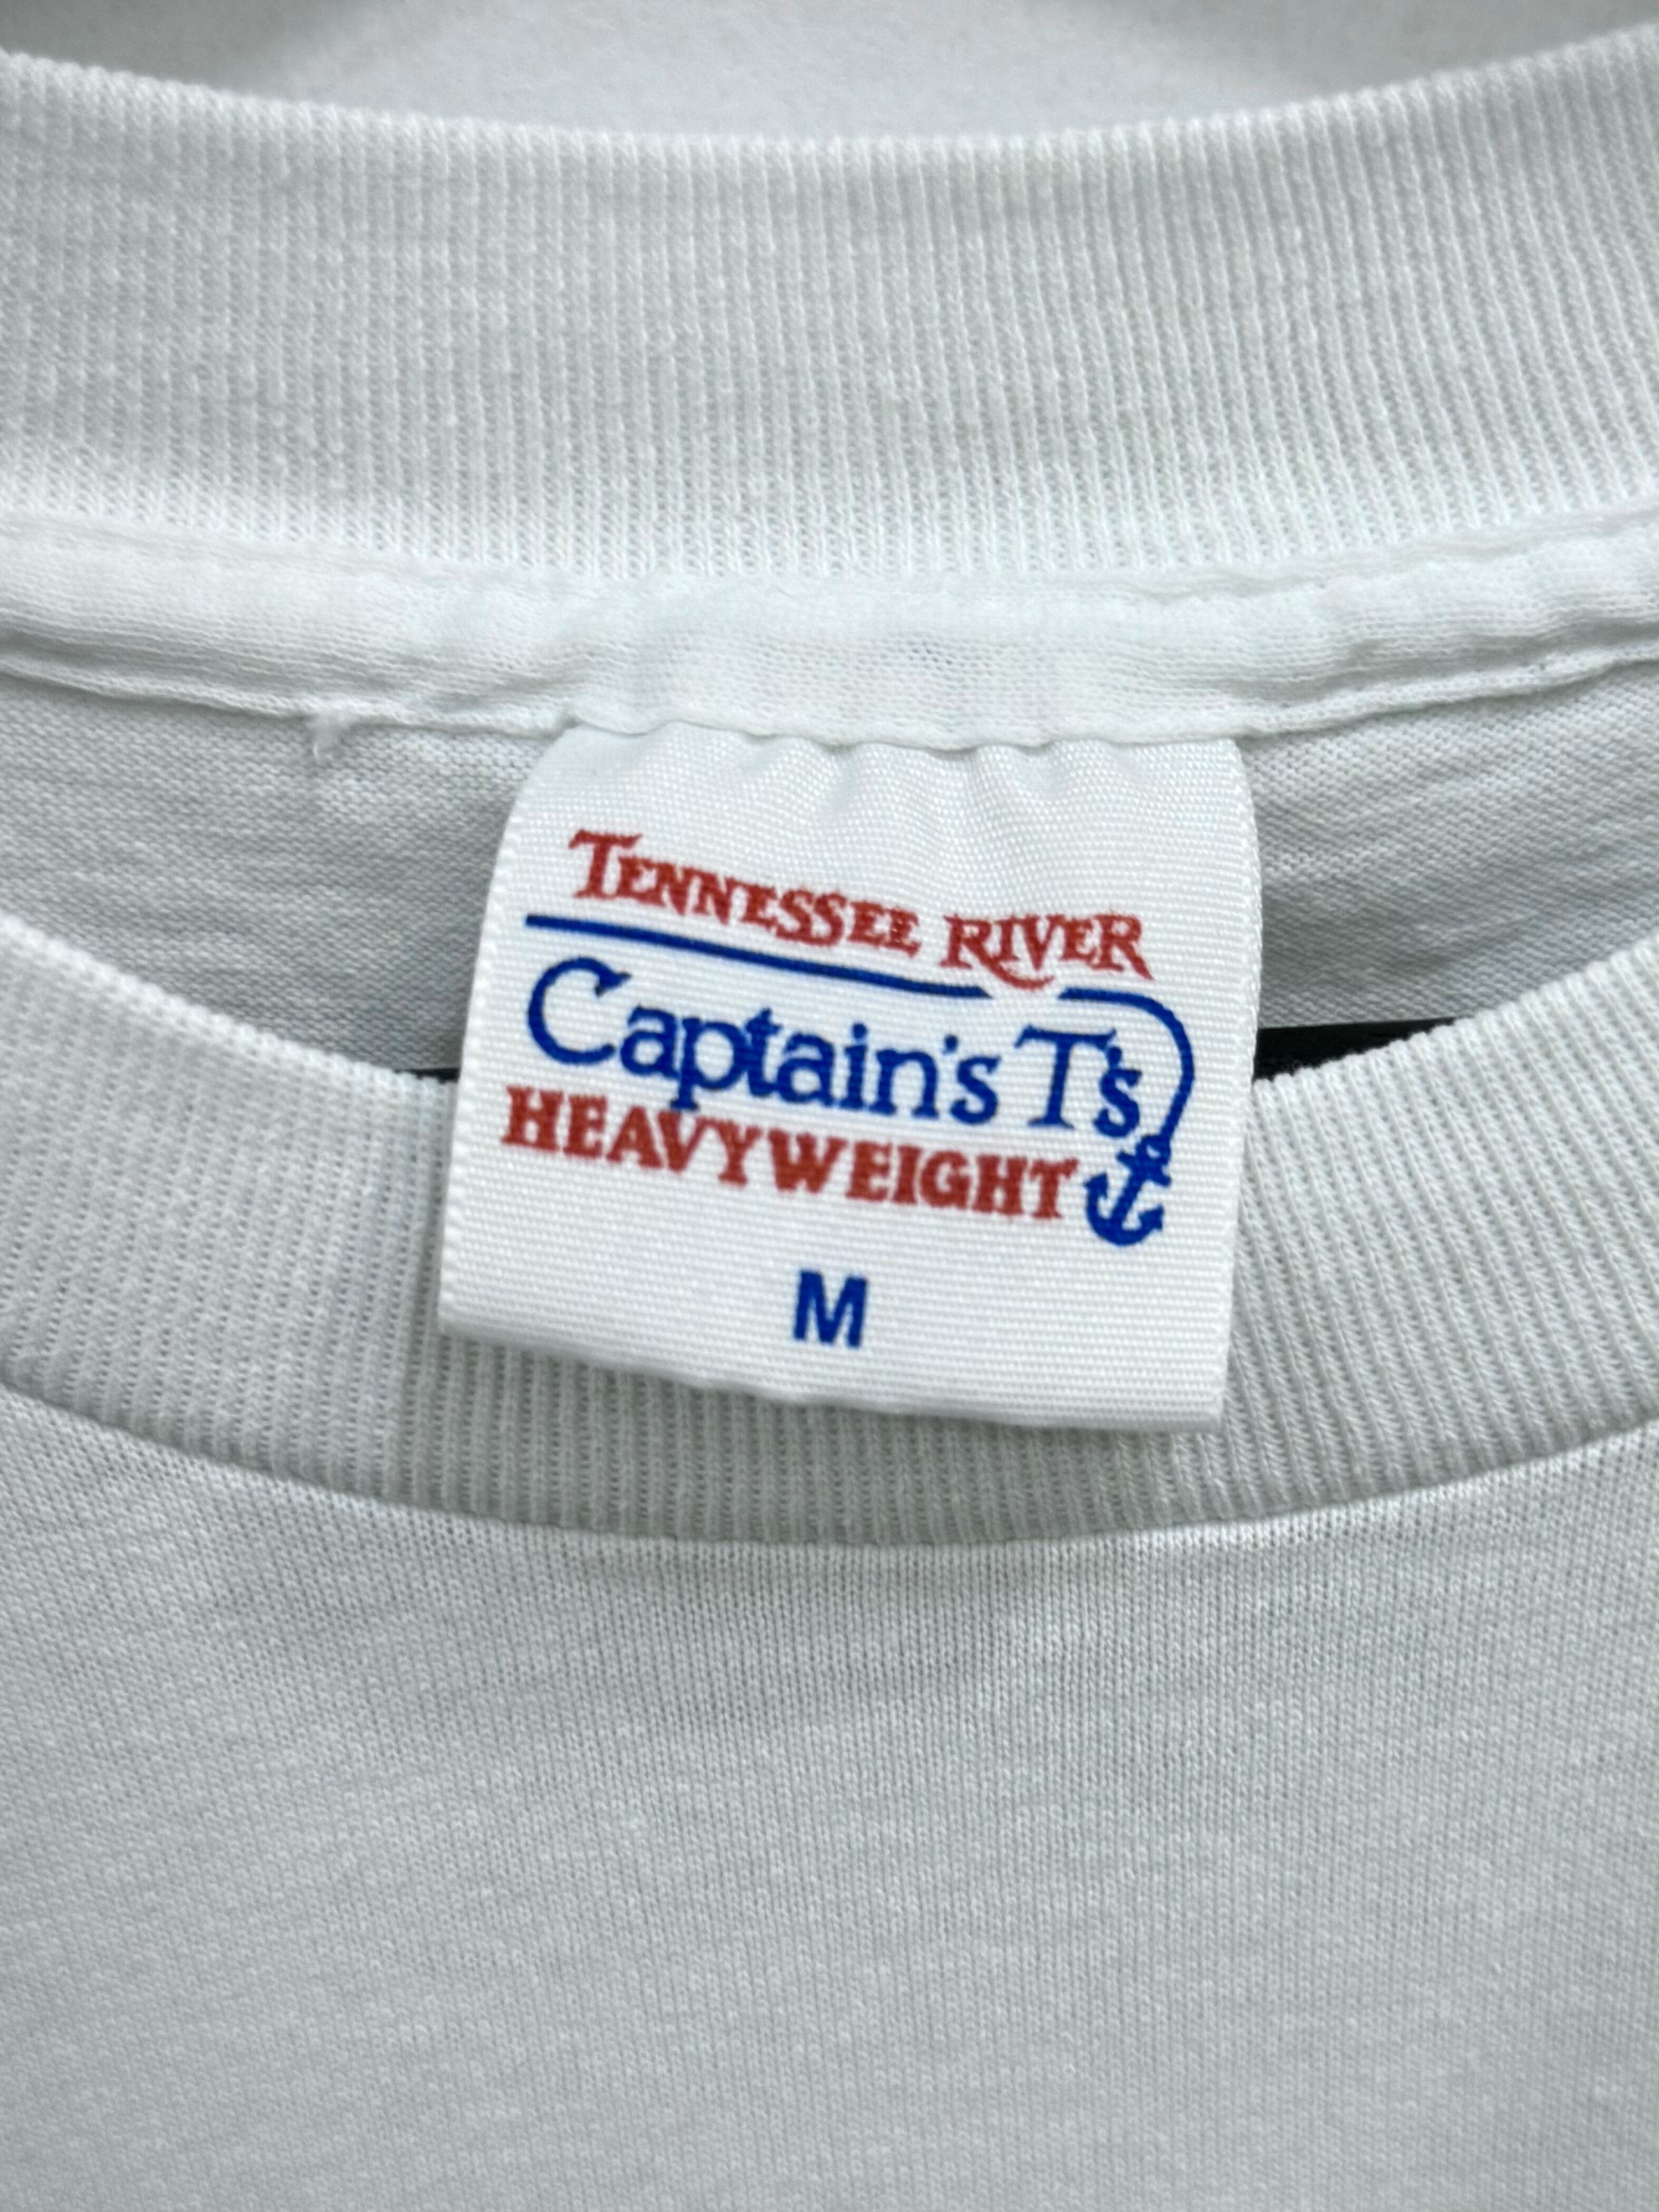 TENNESSEE RIVER
Captain's T's
HEAVYWEIGHT
M